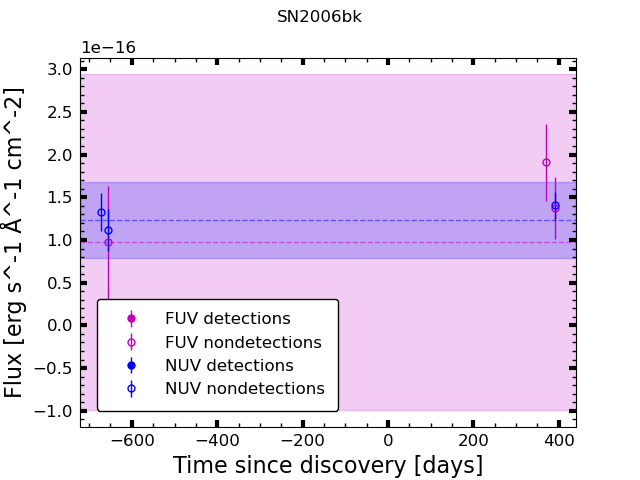 SN2006bk
1e−16
3.0
2.5
2.0
1.5
1.0
0.5
0.0
−0.5
−1.0
Flux [erg s^-1 Å^-1 cm^-2]
FUV detections
FUV nondetections
NUV detections
NUV nondetections
−600 −400 −200 0 200 400
Time since discovery [days]